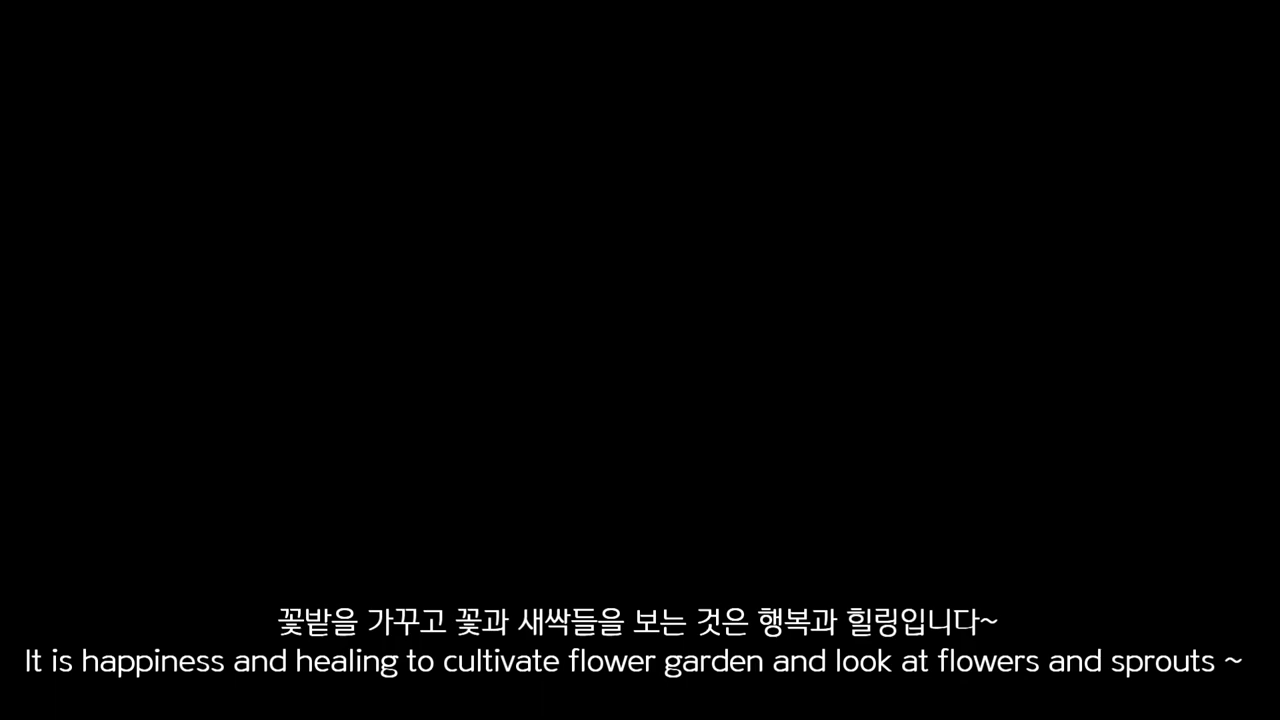 꽃밭을 가꾸고 꽃과 새싹들을 보는 것은 행복과 힐링입니다~
It is happiness and healing to cultivate flower garden and look at flowers and sprouts ~